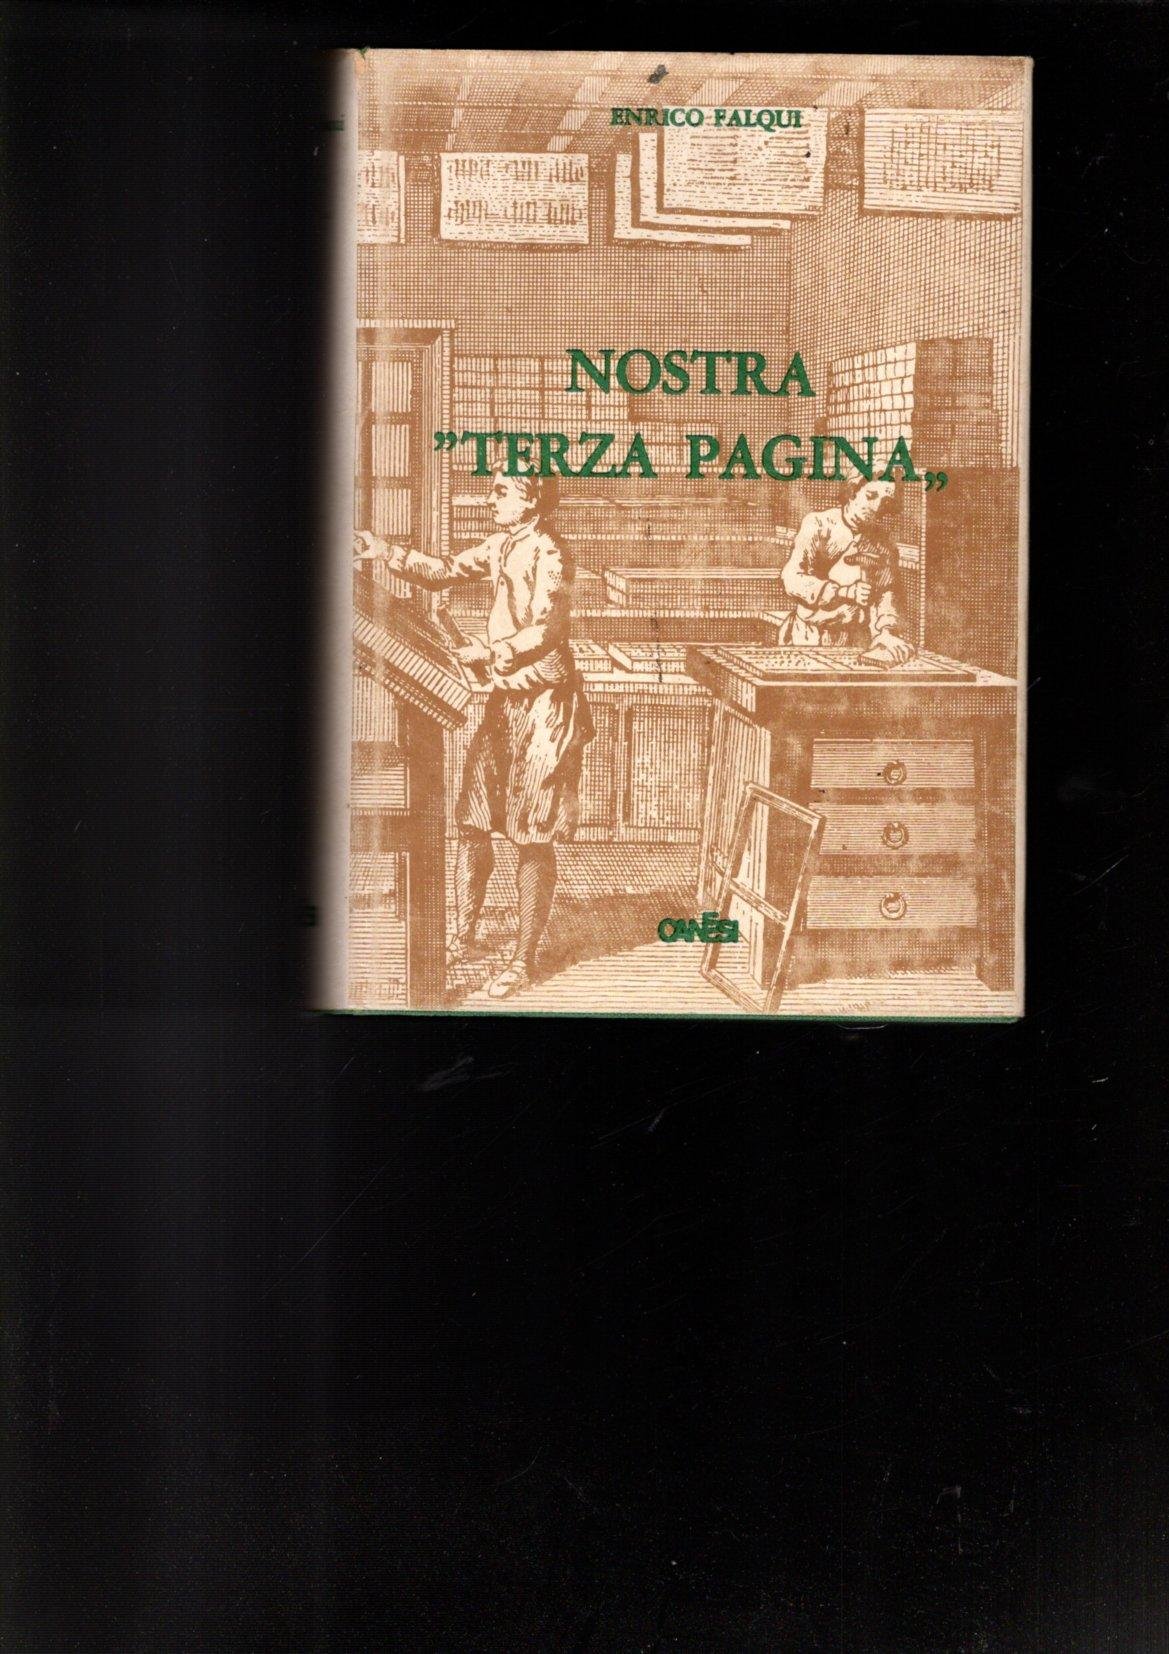 ENRICO FALQUI
NOSTRA
”TERZA PAGINA„
CANESI